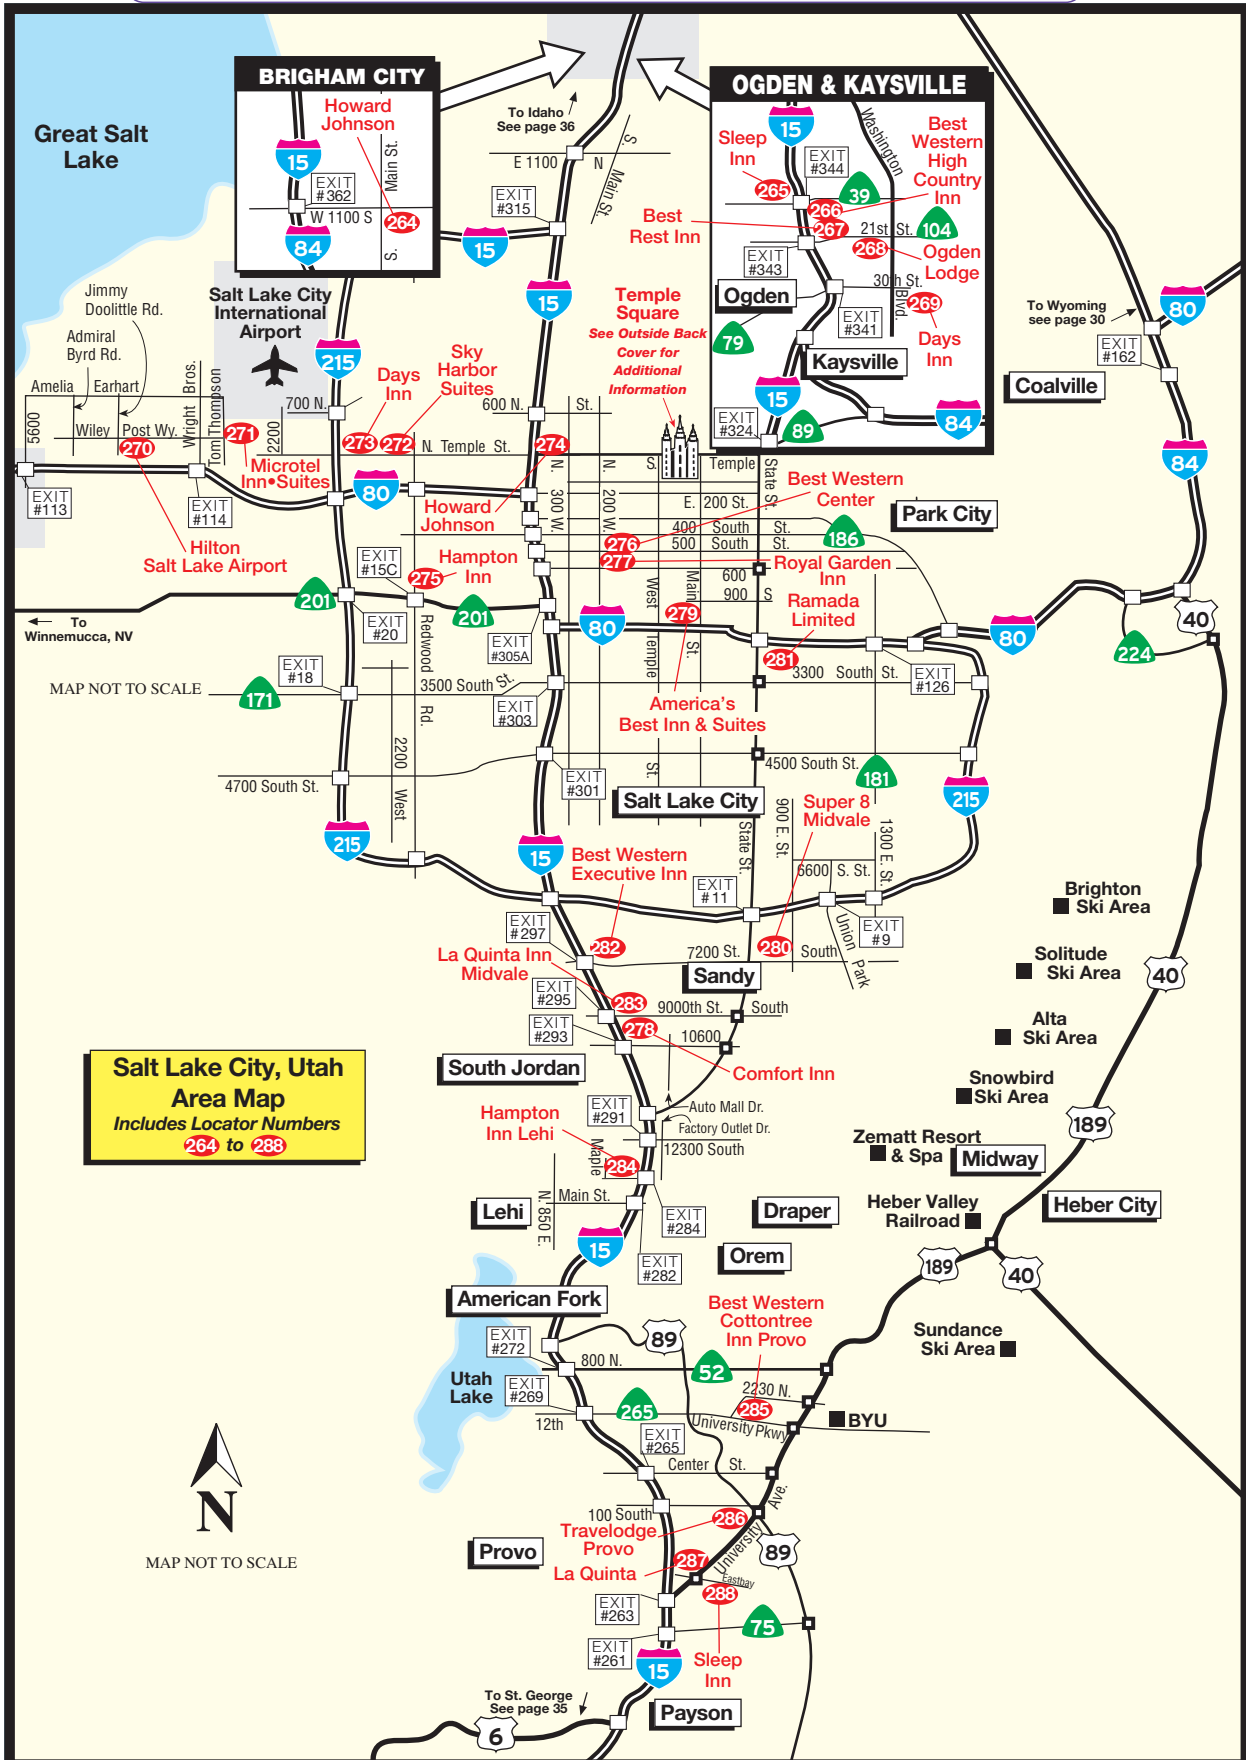 BRIGHAM CITY
Howard
Johnson
15
EXIT
#362
Main St.
W 1100 S
264
84
S.
Great Salt
Lake
To Idaho
See page 36
E 1100
N
S.
Main St.
EXIT
#315
15
15
OGDEN & KAYSVILLE
15
Washington
Best
Western
High
Country
Inn
Sleep
Inn
EXIT
#344
265
39
266
Best
Rest Inn
267
21st St.
104
268
Ogden
Lodge
EXIT
#343
30th St.
Blvd.
269
Ogden
EXIT
#341
79
Days
Inn
Kaysville
15
EXIT
#324
89
84
Temple
Square
See Outside Back
Cover for
Additional
Information
To Wyoming
see page 30
80
EXIT
#162
Coalville
84
Jimmy
Doolittle Rd.
Admiral
Byrd Rd.
Salt Lake City
International
Airport
215
Amelia
Earhart
Wright Bros.
Tom Thompson
5600
Wiley
Post Wy.
270
271
2200
700 N.
Days
Inn
Sky
Harbor
Suites
273
272
N. Temple St.
600 N.
St.
274
S.
Temple
State St.
Microtel
Inn•Suites
EXIT
#113
EXIT
#114
80
Howard
Johnson
N.
300 W.
N.
200 W.
E. 200 St.
Best Western
Center
400 South St.
500 South St.
186
Park City
Hilton
Salt Lake Airport
EXIT
#15C
Hampton
Inn
275
276
277
Royal Garden
Inn
600
900 S
Ramada
Limited
West
Temple
St.
Main
St.
279
201
201
To
Winnemucca, NV
EXIT
#20
Redwood
Rd.
EXIT
#305A
80
281
80
40
224
EXIT
#18
MAP NOT TO SCALE
171
3500 South St.
EXIT
#303
3300 South St.
EXIT
#126
America's
Best Inn & Suites
2200
West
4700 South St.
EXIT
#301
4500 South St.
181
215
215
15
Salt Lake City
State St.
900 E. St.
Super 8
Midvale
1300 E. St.
6600 S. St.
Best Western
Executive Inn
EXIT
#11
EXIT
#9
Union Park
EXIT
#297
282
7200 St.
280
South
La Quinta Inn
Midvale
Sandy
EXIT
#295
283
9000th St.
South
EXIT
#293
278
10600
South Jordan
Comfort Inn
Brighton
Ski Area
Solitude
Ski Area
40
Alta
Ski Area
Snowbird
Ski Area
189
Salt Lake City, Utah
Area Map
Includes Locator Numbers
264 to 288
Hampton
Inn Lehi
EXIT
#291
Auto Mall Dr.
Factory Outlet Dr.
12300 South
Maple
284
Zematt Resort
& Spa
Midway
Lehi
N. 850 E.
Main St.
EXIT
#284
Draper
Heber Valley
Railroad
Heber City
15
EXIT
#282
Orem
189
40
American Fork
Best Western
Cottontree
Inn Provo
Sundance
Ski Area
EXIT
#272
89
800 N.
52
Utah
Lake
EXIT
#269
265
2230 N.
285
12th
University Pkwy
BYU
EXIT
#265
Center St.
N
MAP NOT TO SCALE
100 South
286
Ave.
Travelodge
Provo
University
89
Provo
287
La Quinta
Eastbay
288
EXIT
#263
75
EXIT
#261
15
Sleep
Inn
To St. George
See page 35
Payson
6